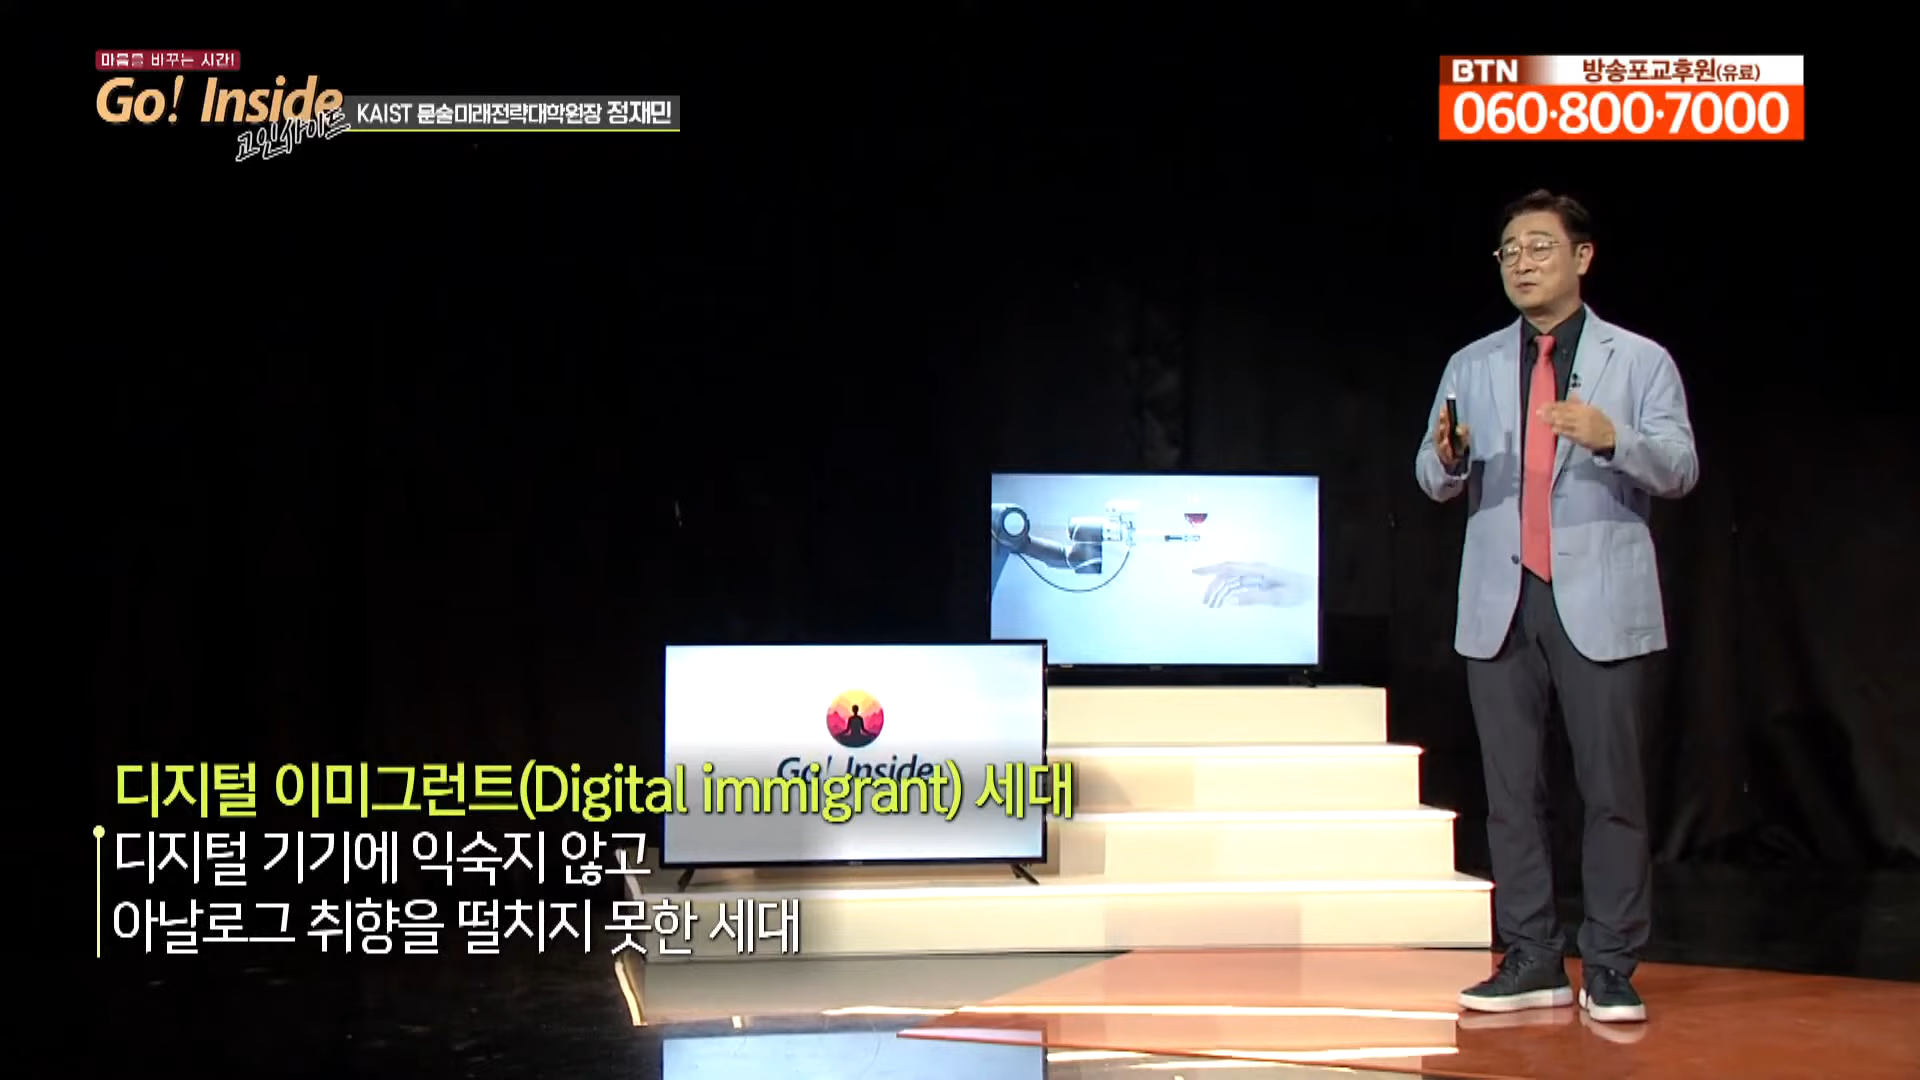 마음을 바꾸는 시간!
Go! Inside
고인사이드
KAIST 문술미래전략대학원장 정재민
BTN 방송포교후원(유료)
060·800·7000
Go! Inside
디지털 이미그런트(Digital immigrant) 세대
디지털 기기에 익숙지 않고
아날로그 취향을 떨치지 못한 세대